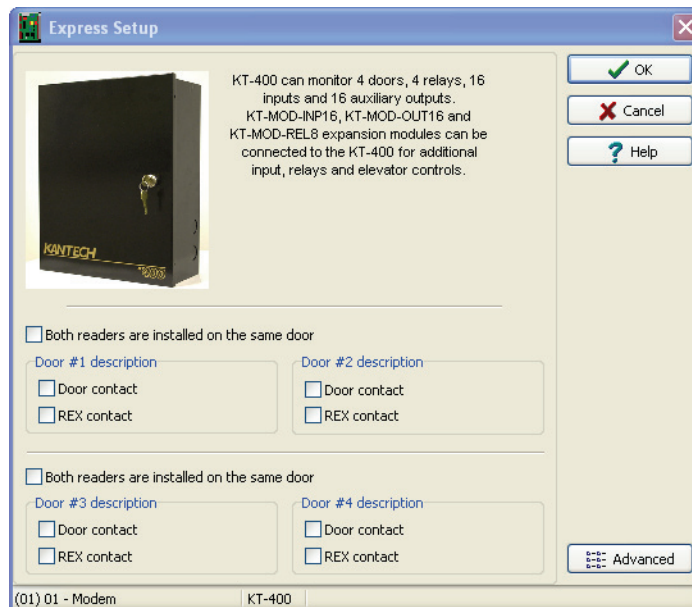 Express Setup
KT-400 can monitor 4 doors, 4 relays, 16
inputs and 16 auxiliary outputs.
KT-MOD-INP16, KT-MOD-OUT16 and
KT-MOD-REL8 expansion modules can be
connected to the KT-400 for additional
input, relays and elevator controls.
KANTECH
400
OK
Cancel
? Help
Both readers are installed on the same door
Door #1 description
Door contact
REX contact
Door #2 description
Door contact
REX contact
Both readers are installed on the same door
Door #3 description
Door contact
REX contact
Door #4 description
Door contact
REX contact
Advanced
(01) 01 - Modem
KT-400